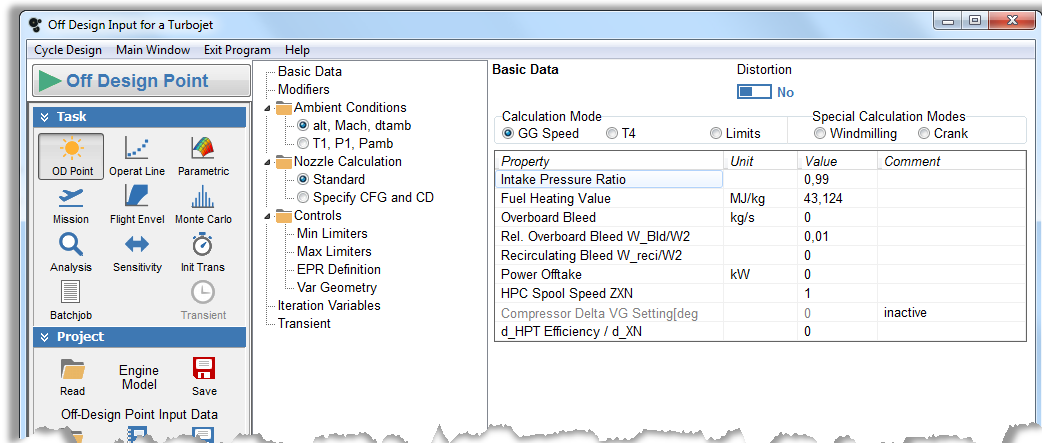 Off Design Input for a Turbojet
Cycle Design Main Window Exit Program Help
Off Design Point
Task
OD Point Operat Line Parametric
Mission Flight Envel Monte Carlo
Analysis Sensitivity Init Trans
Batchjob Transient
Project
Read Engine Model Save
Off-Design Point Input Data
Basic Data
Modifiers
Ambient Conditions
alt, Mach, dtamb
T1, P1, Pamb
Nozzle Calculation
Standard
Specify CFG and CD
Controls
Min Limiters
Max Limiters
EPR Definition
Var Geometry
Iteration Variables
Transient
Basic Data Distortion
No
Calculation Mode Special Calculation Modes
GG Speed T4 Limits Windmilling Crank
Property Unit Value Comment
Intake Pressure Ratio 0,99
Fuel Heating Value MJ/kg 43,124
Overboard Bleed kg/s 0
Rel. Overboard Bleed W_Bld/W2 0,01
Recirculating Bleed W_reci/W2 0
Power Offtake kW 0
HPC Spool Speed ZXN 1
Compressor Delta VG Setting[deg 0 inactive
d_HPT Efficiency / d_XN 0